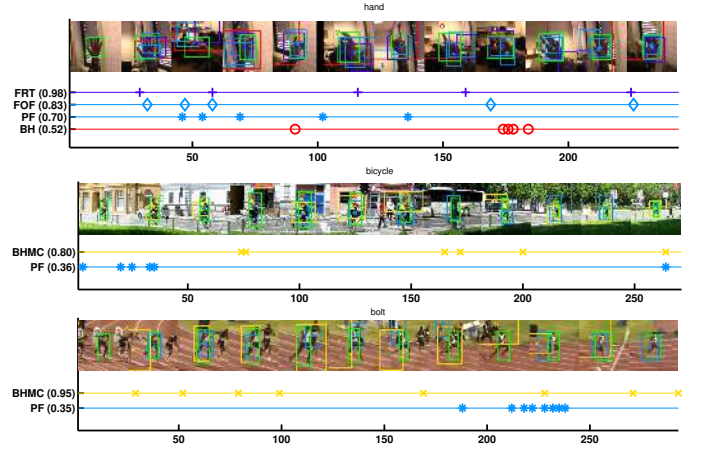 hand
FRT (0.98)
FOF (0.83)
PF (0.70)
BH (0.52)
50 100 150 200
bicycle
BHMC (0.80)
PF (0.36)
50 100 150 200 250
bolt
BHMC (0.95)
PF (0.35)
50 100 150 200 250